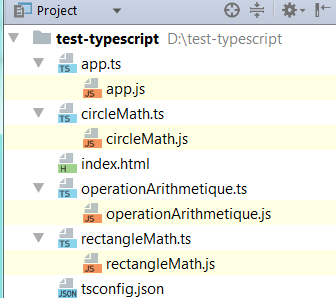 Project
test-typescript D:\test-typescript
TS app.ts
JS app.js
TS circleMath.ts
JS circleMath.js
H index.html
TS operationArithmetique.ts
JS operationArithmetique.js
TS rectangleMath.ts
JS rectangleMath.js
JSON tsconfig.json